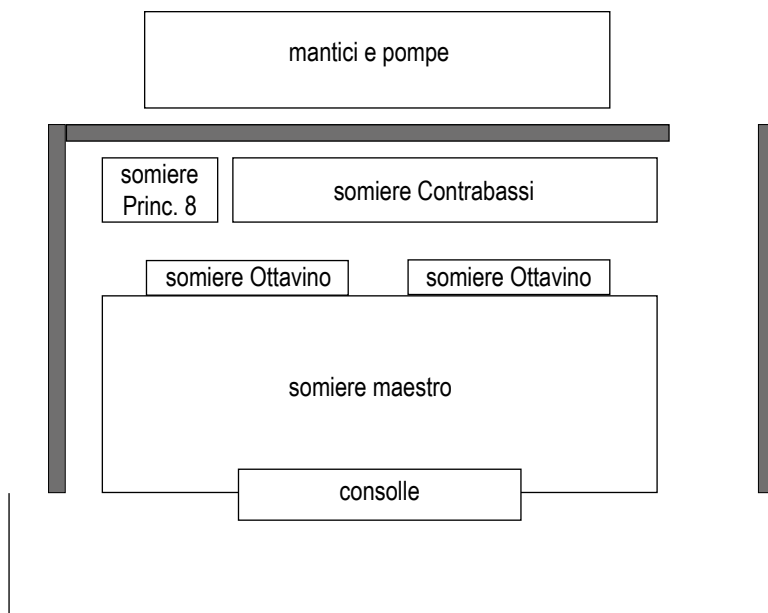 mantici e pompe
somiere
Princ. 8
somiere Contrabassi
somiere Ottavino
somiere Ottavino
somiere maestro
consolle